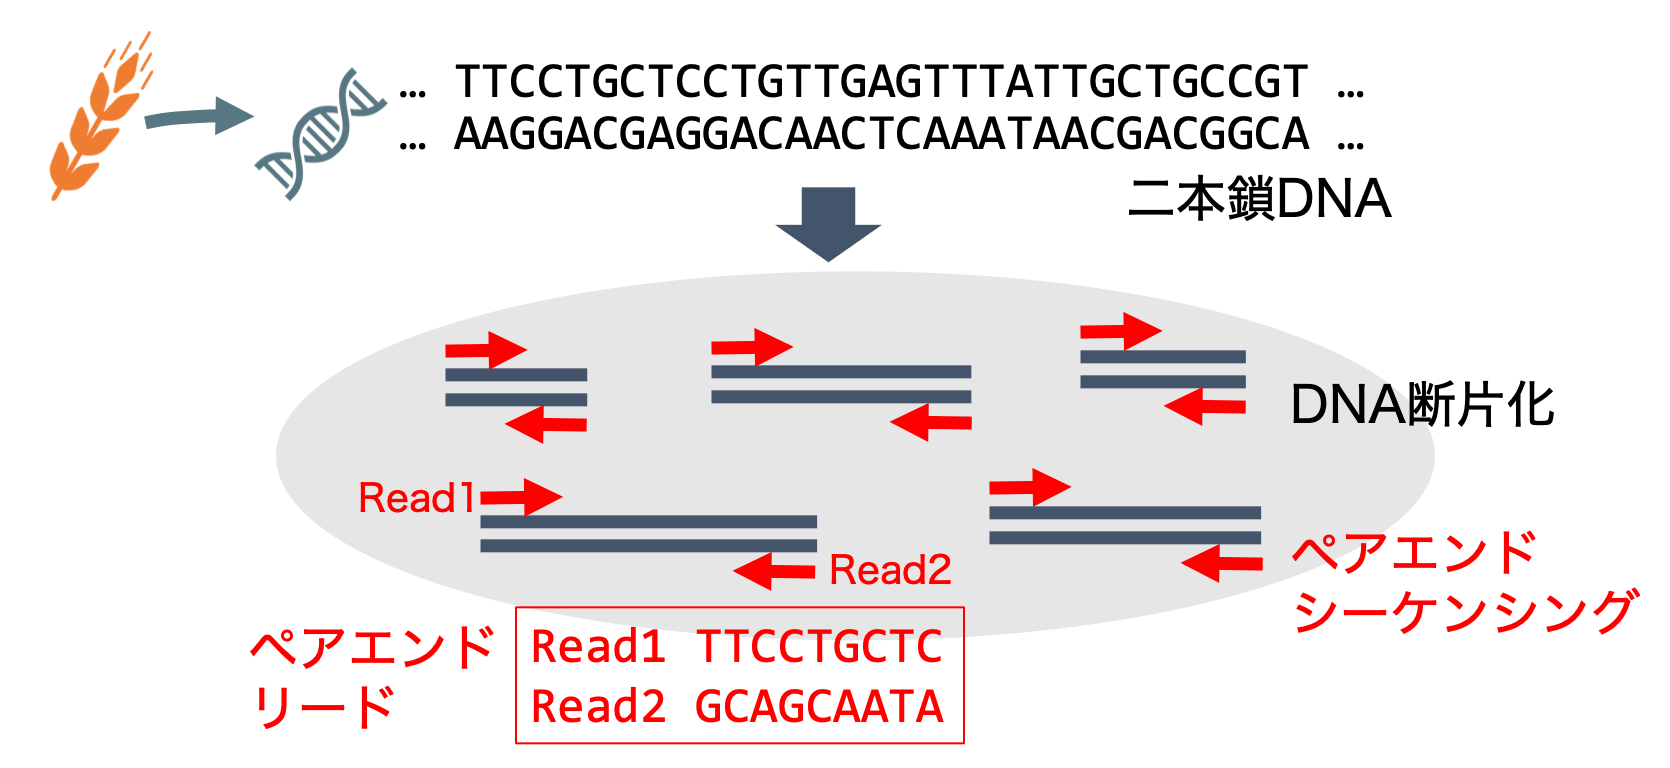 … TTCCTGCTCCTGTTGAGTTTATTGCTGCCGT …
… AAGGACGAGGACAACTCAAATAACGACGGCA …
二本鎖DNA
DNA断片化
Read1
Read2
ペアエンド
シーケンシング
ペアエンド
リード
Read1 TTCCTGCTC
Read2 GCAGCAATA